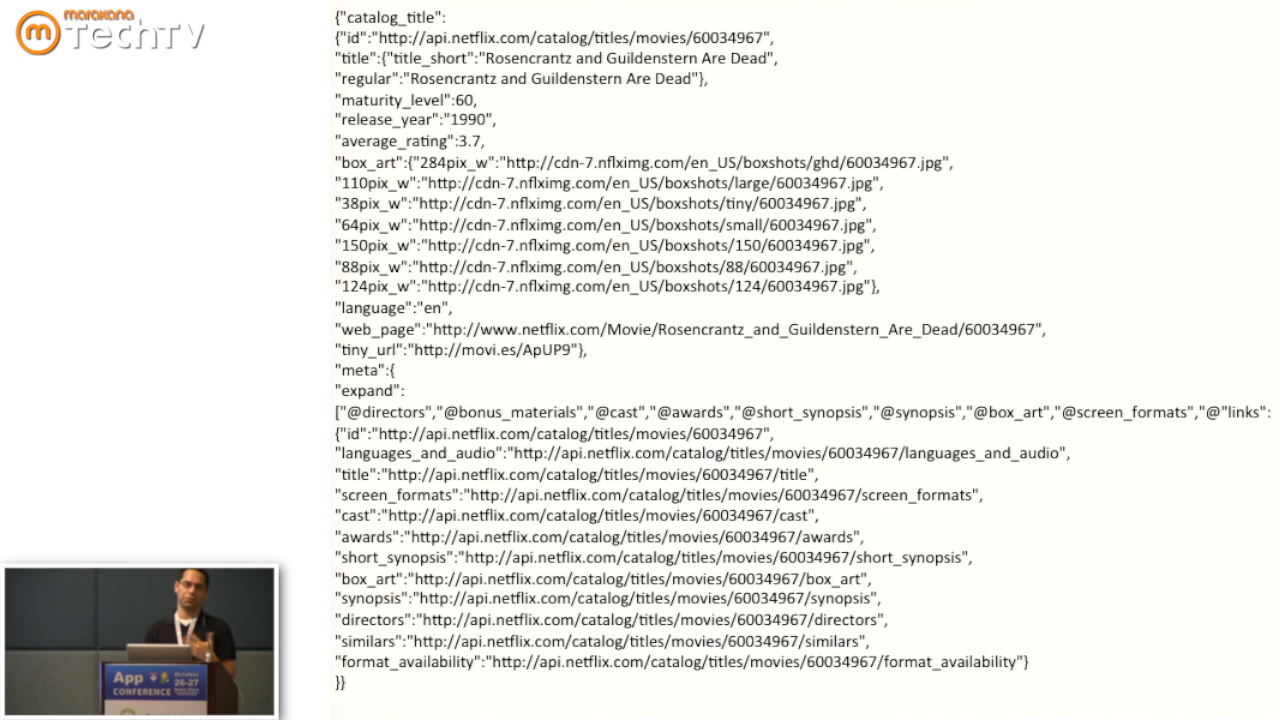 marakana
TechTV
{"catalog_title":
{"id":"http://api.netflix.com/catalog/titles/movies/60034967",
"title":{"title_short":"Rosencrantz and Guildenstern Are Dead",
"regular":"Rosencrantz and Guildenstern Are Dead"},
"maturity_level":60,
"release_year":"1990",
"average_rating":3.7,
"box_art":{"284pix_w":"http://cdn-7.nflximg.com/en_US/boxshots/ghd/60034967.jpg",
"110pix_w":"http://cdn-7.nflximg.com/en_US/boxshots/large/60034967.jpg",
"38pix_w":"http://cdn-7.nflximg.com/en_US/boxshots/tiny/60034967.jpg",
"64pix_w":"http://cdn-7.nflximg.com/en_US/boxshots/small/60034967.jpg",
"150pix_w":"http://cdn-7.nflximg.com/en_US/boxshots/150/60034967.jpg",
"88pix_w":"http://cdn-7.nflximg.com/en_US/boxshots/88/60034967.jpg",
"124pix_w":"http://cdn-7.nflximg.com/en_US/boxshots/124/60034967.jpg"},
"language":"en",
"web_page":"http://www.netflix.com/Movie/Rosencrantz_and_Guildenstern_Are_Dead/60034967",
"tiny_url":"http://movi.es/ApUP9"},
"meta":{
"expand":
["@directors","@bonus_materials","@cast","@awards","@short_synopsis","@synopsis","@box_art","@screen_formats","@"links":
{"id":"http://api.netflix.com/catalog/titles/movies/60034967",
"languages_and_audio":"http://api.netflix.com/catalog/titles/movies/60034967/languages_and_audio",
"title":"http://api.netflix.com/catalog/titles/movies/60034967/title",
"screen_formats":"http://api.netflix.com/catalog/titles/movies/60034967/screen_formats",
"cast":"http://api.netflix.com/catalog/titles/movies/60034967/cast",
"awards":"http://api.netflix.com/catalog/titles/movies/60034967/awards",
"short_synopsis":"http://api.netflix.com/catalog/titles/movies/60034967/short_synopsis",
"box_art":"http://api.netflix.com/catalog/titles/movies/60034967/box_art",
"synopsis":"http://api.netflix.com/catalog/titles/movies/60034967/synopsis",
"directors":"http://api.netflix.com/catalog/titles/movies/60034967/directors",
"similars":"http://api.netflix.com/catalog/titles/movies/60034967/similars",
"format_availability":"http://api.netflix.com/catalog/titles/movies/60034967/format_availability"}
}}
App
CONFERENCE
October
26-27